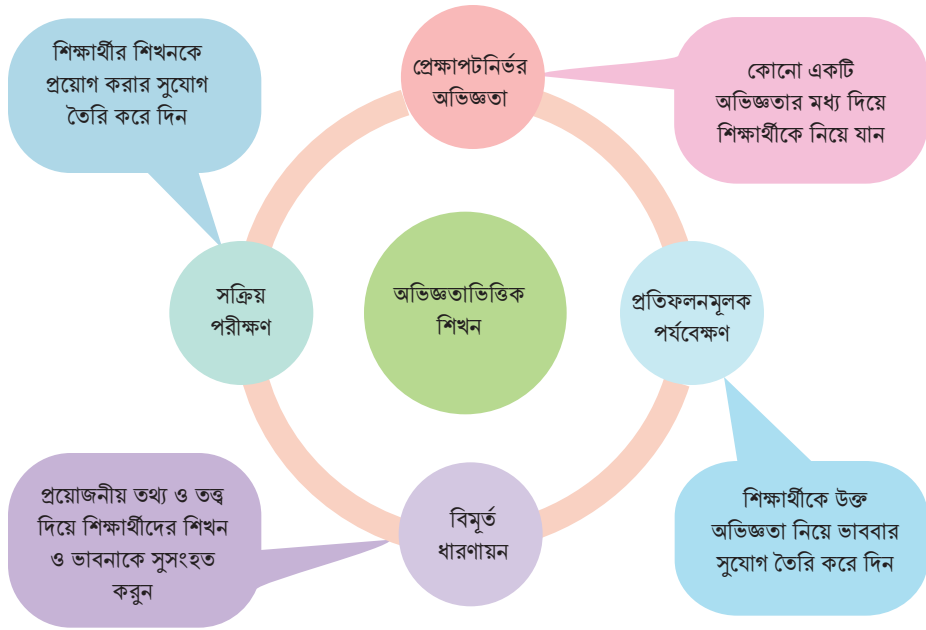 শিক্ষার্থীর শিখনকে
প্রয়োগ করার সুযোগ
তৈরি করে দিন
প্রেক্ষাপটনির্ভর
অভিজ্ঞতা
কোনো একটি
অভিজ্ঞতার মধ্য দিয়ে
শিক্ষার্থীকে নিয়ে যান
সক্রিয়
পরীক্ষণ
অভিজ্ঞতাভিত্তিক
শিখন
প্রতিফলনমূলক
পর্যবেক্ষণ
প্রয়োজনীয় তথ্য ও তত্ত্ব
দিয়ে শিক্ষার্থীদের শিখন
ও ভাবনাকে সুসংহত
করুন
বিমূর্ত
ধারণায়ন
শিক্ষার্থীকে উক্ত
অভিজ্ঞতা নিয়ে ভাববার
সুযোগ তৈরি করে দিন